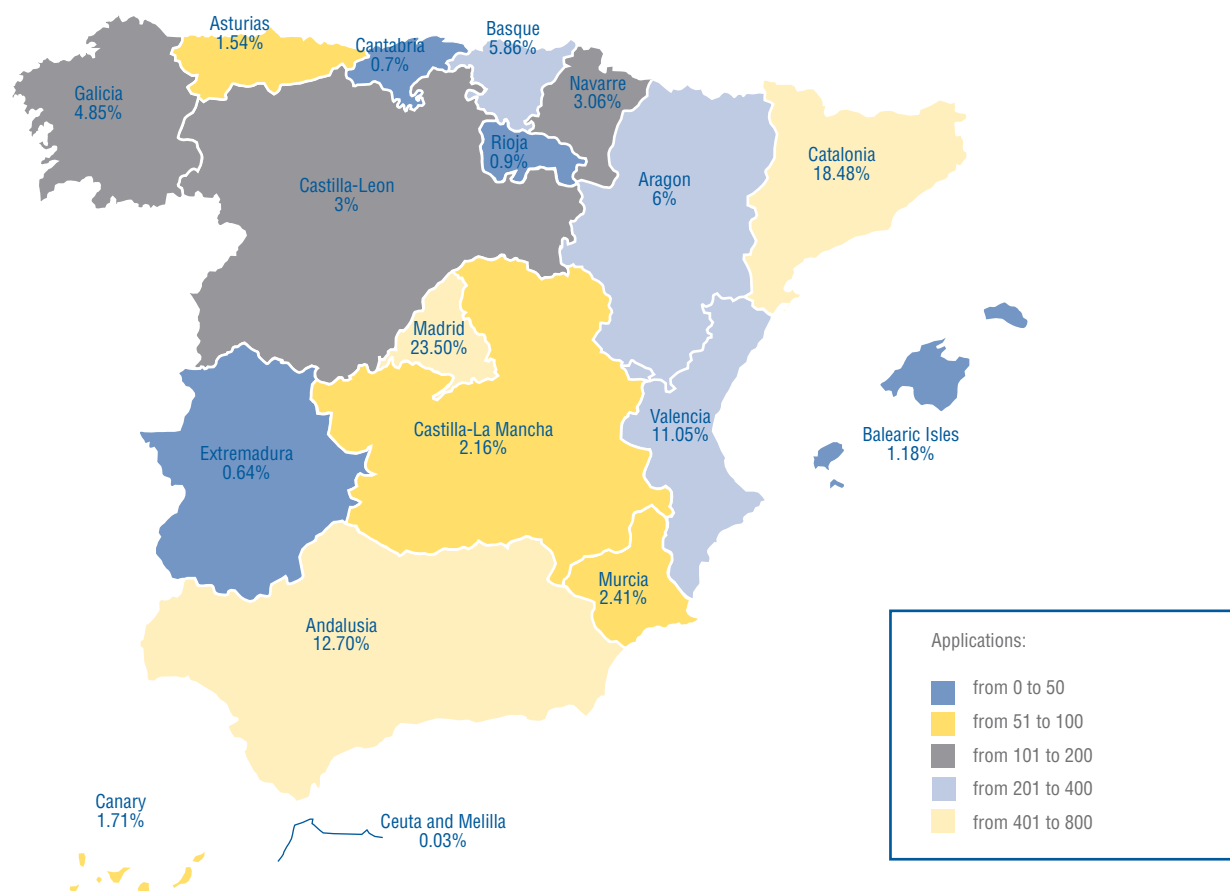 Asturias
1.54%
Cantabria
0.7%
Basque
5.86%
Galicia
4.85%
Navarre
3.06%
Rioja
0.9%
Castilla-Leon
3%
Aragon
6%
Catalonia
18.48%
Madrid
23.50%
Castilla-La Mancha
2.16%
Valencia
11.05%
Balearic Isles
1.18%
Extremadura
0.64%
Murcia
2.41%
Andalusia
12.70%
Canary
1.71%
Ceuta and Melilla
0.03%
Applications:
from 0 to 50
from 51 to 100
from 101 to 200
from 201 to 400
from 401 to 800